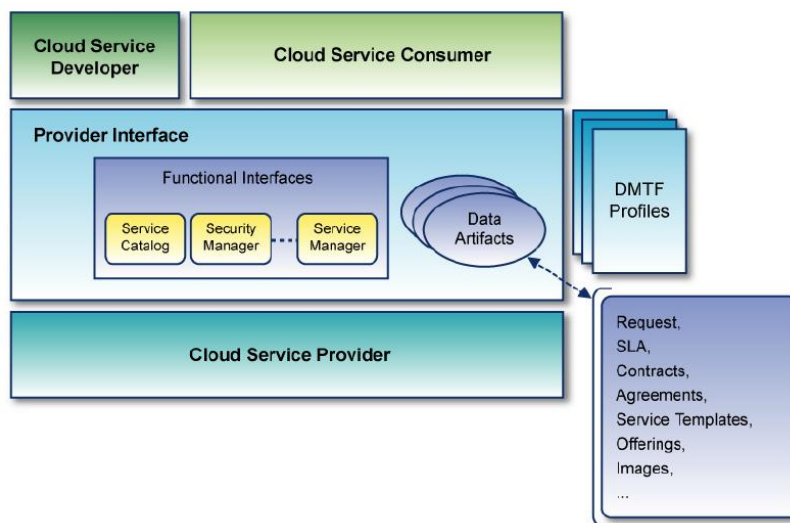 Cloud Service
Developer
Cloud Service Consumer
Provider Interface
Functional Interfaces
Service
Catalog
Security
Manager
Service
Manager
Data
Artifacts
DMTF
Profiles
Cloud Service Provider
Request,
SLA,
Contracts,
Agreements,
Service Templates,
Offerings,
Images,
...